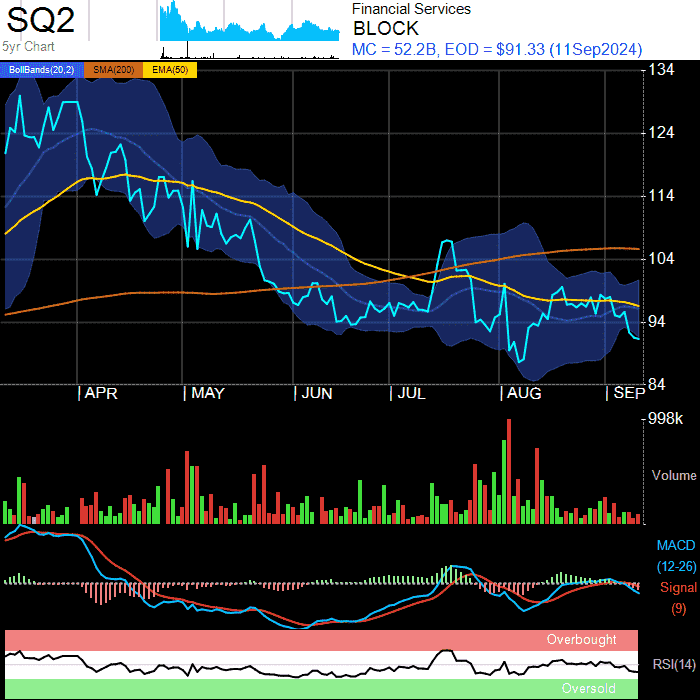 SQ2
5yr Chart
Financial Services
BLOCK
MC = 52.2B, EOD = $91.33 (11Sep2024)
BollBands(20,2) SMA(200) EMA(50)
134
124
114
104
94
84
APR MAY JUN JUL AUG SEP
998k
Volume
MACD
(12-26)
Signal
(9)
Overbought
RSI(14)
Oversold